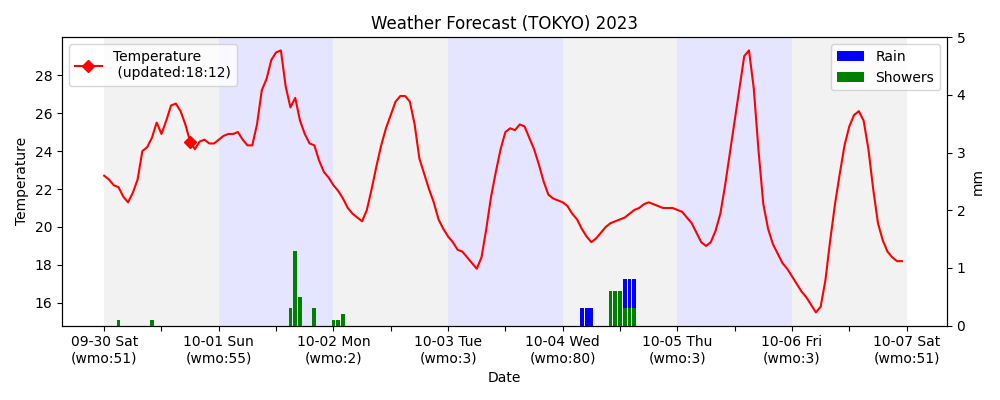 Weather Forecast (TOKYO) 2023
Temperature
(updated:18:12)
Rain
Showers
Temperature
28
26
24
22
20
18
16
5
4
3
2
1
0
mm
09-30 Sat
(wmo:51)
10-01 Sun
(wmo:55)
10-02 Mon
(wmo:2)
10-03 Tue
(wmo:3)
10-04 Wed
(wmo:80)
10-05 Thu
(wmo:3)
10-06 Fri
(wmo:3)
10-07 Sat
(wmo:51)
Date